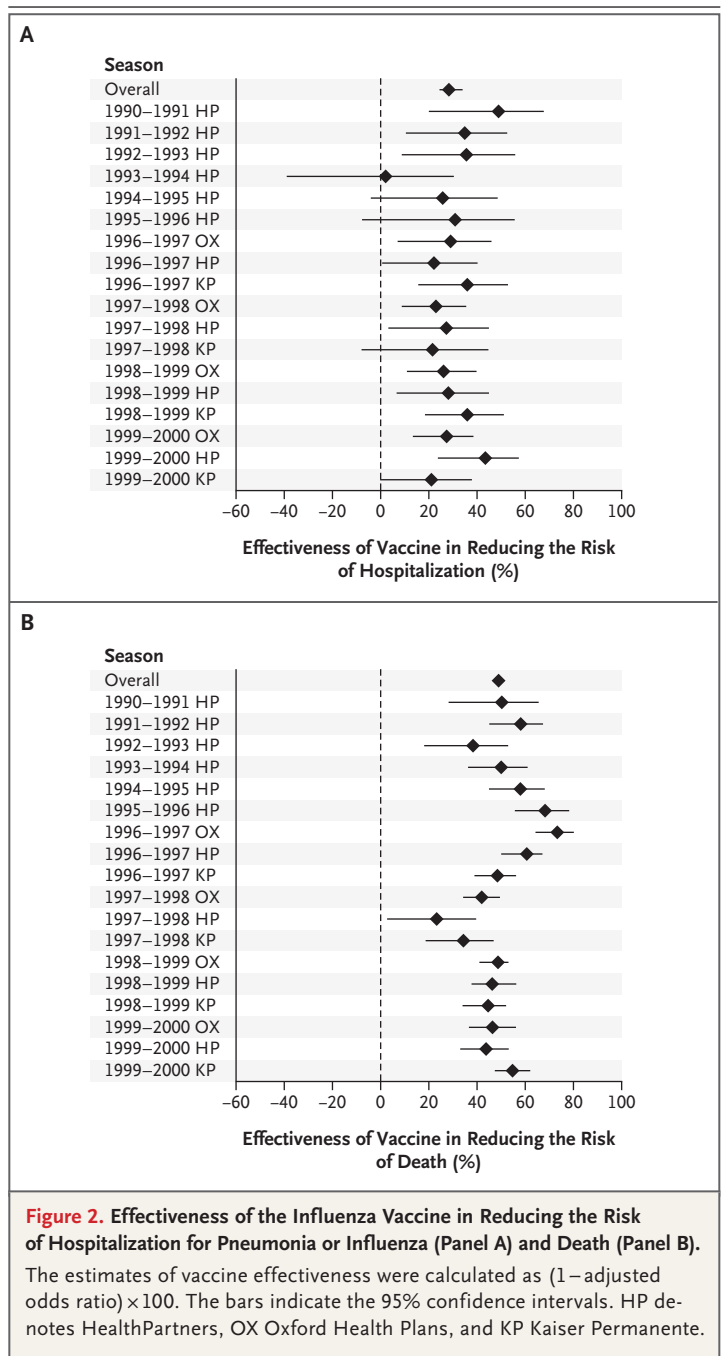 A
Season
Overall
1990–1991 HP
1991–1992 HP
1992–1993 HP
1993–1994 HP
1994–1995 HP
1995–1996 HP
1996–1997 OX
1996–1997 HP
1996–1997 KP
1997–1998 OX
1997–1998 HP
1997–1998 KP
1998–1999 OX
1998–1999 HP
1998–1999 KP
1999–2000 OX
1999–2000 HP
1999–2000 KP
–60 –40 –20 0 20 40 60 80 100
Effectiveness of Vaccine in Reducing the Risk
of Hospitalization (%)
B
Season
Overall
1990–1991 HP
1991–1992 HP
1992–1993 HP
1993–1994 HP
1994–1995 HP
1995–1996 HP
1996–1997 OX
1996–1997 HP
1996–1997 KP
1997–1998 OX
1997–1998 HP
1997–1998 KP
1998–1999 OX
1998–1999 HP
1998–1999 KP
1999–2000 OX
1999–2000 HP
1999–2000 KP
–60 –40 –20 0 20 40 60 80 100
Effectiveness of Vaccine in Reducing the Risk
of Death (%)
Figure 2. Effectiveness of the Influenza Vaccine in Reducing the Risk
of Hospitalization for Pneumonia or Influenza (Panel A) and Death (Panel B).
The estimates of vaccine effectiveness were calculated as (1–adjusted
odds ratio)×100. The bars indicate the 95% confidence intervals. HP de-
notes HealthPartners, OX Oxford Health Plans, and KP Kaiser Permanente.